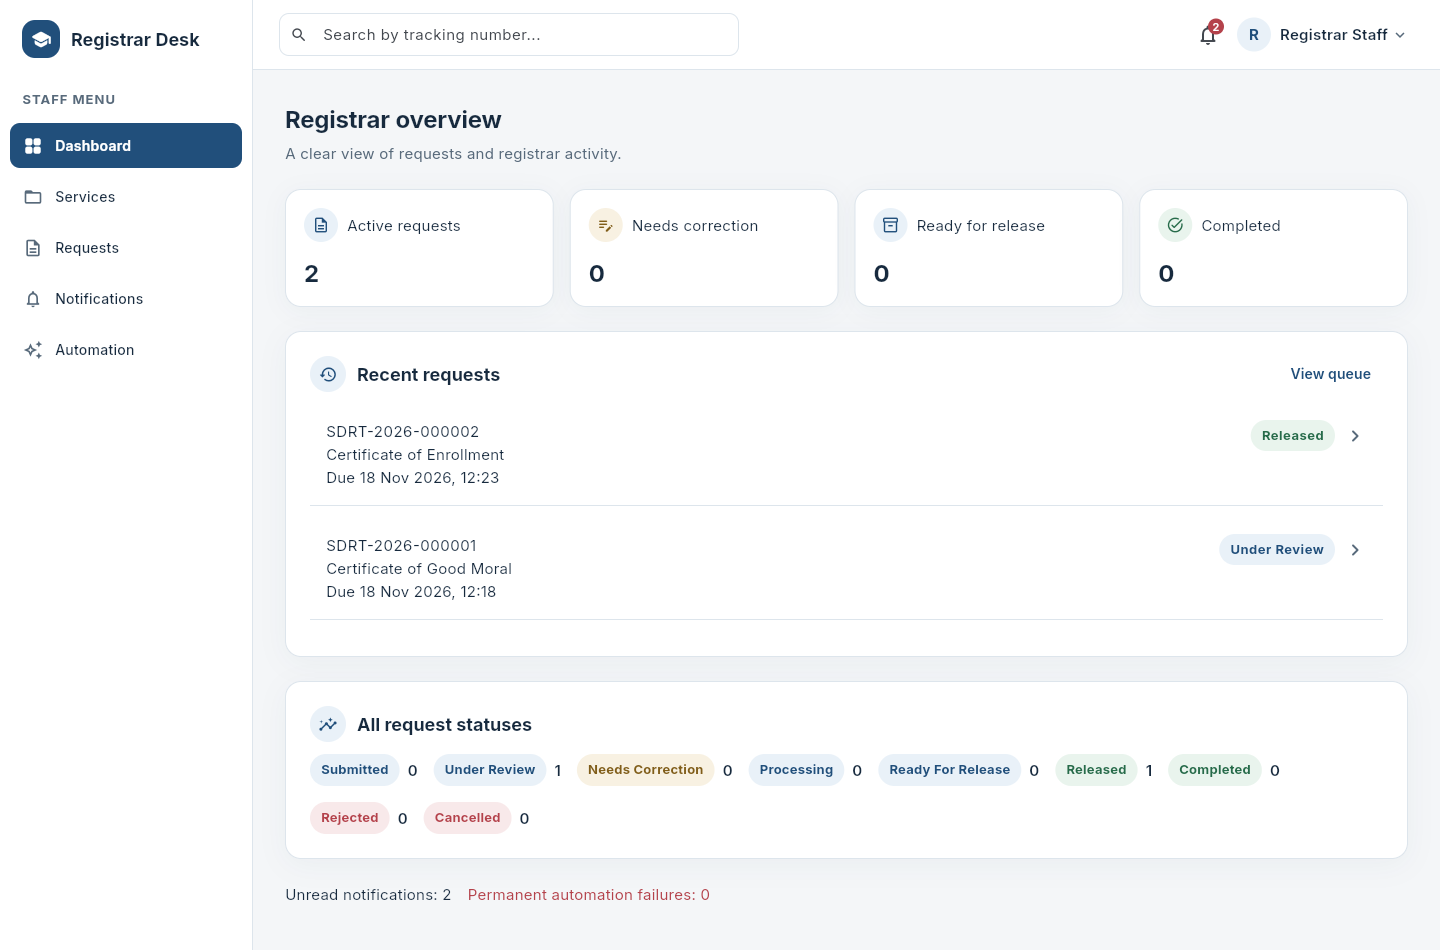 Registrar Desk
Search by tracking number...
2
R
Registrar Staff
STAFF MENU
Dashboard
Services
Requests
Notifications
Automation
Registrar overview
A clear view of requests and registrar activity.
Active requests
2
Needs correction
0
Ready for release
0
Completed
0
Recent requests
View queue
SDRT-2026-000002
Certificate of Enrollment
Due 18 Nov 2026, 12:23
Released
SDRT-2026-000001
Certificate of Good Moral
Due 18 Nov 2026, 12:18
Under Review
All request statuses
Submitted 0 Under Review 1 Needs Correction 0 Processing 0 Ready For Release 0 Released 1 Completed 0
Rejected 0 Cancelled 0
Unread notifications: 2 Permanent automation failures: 0